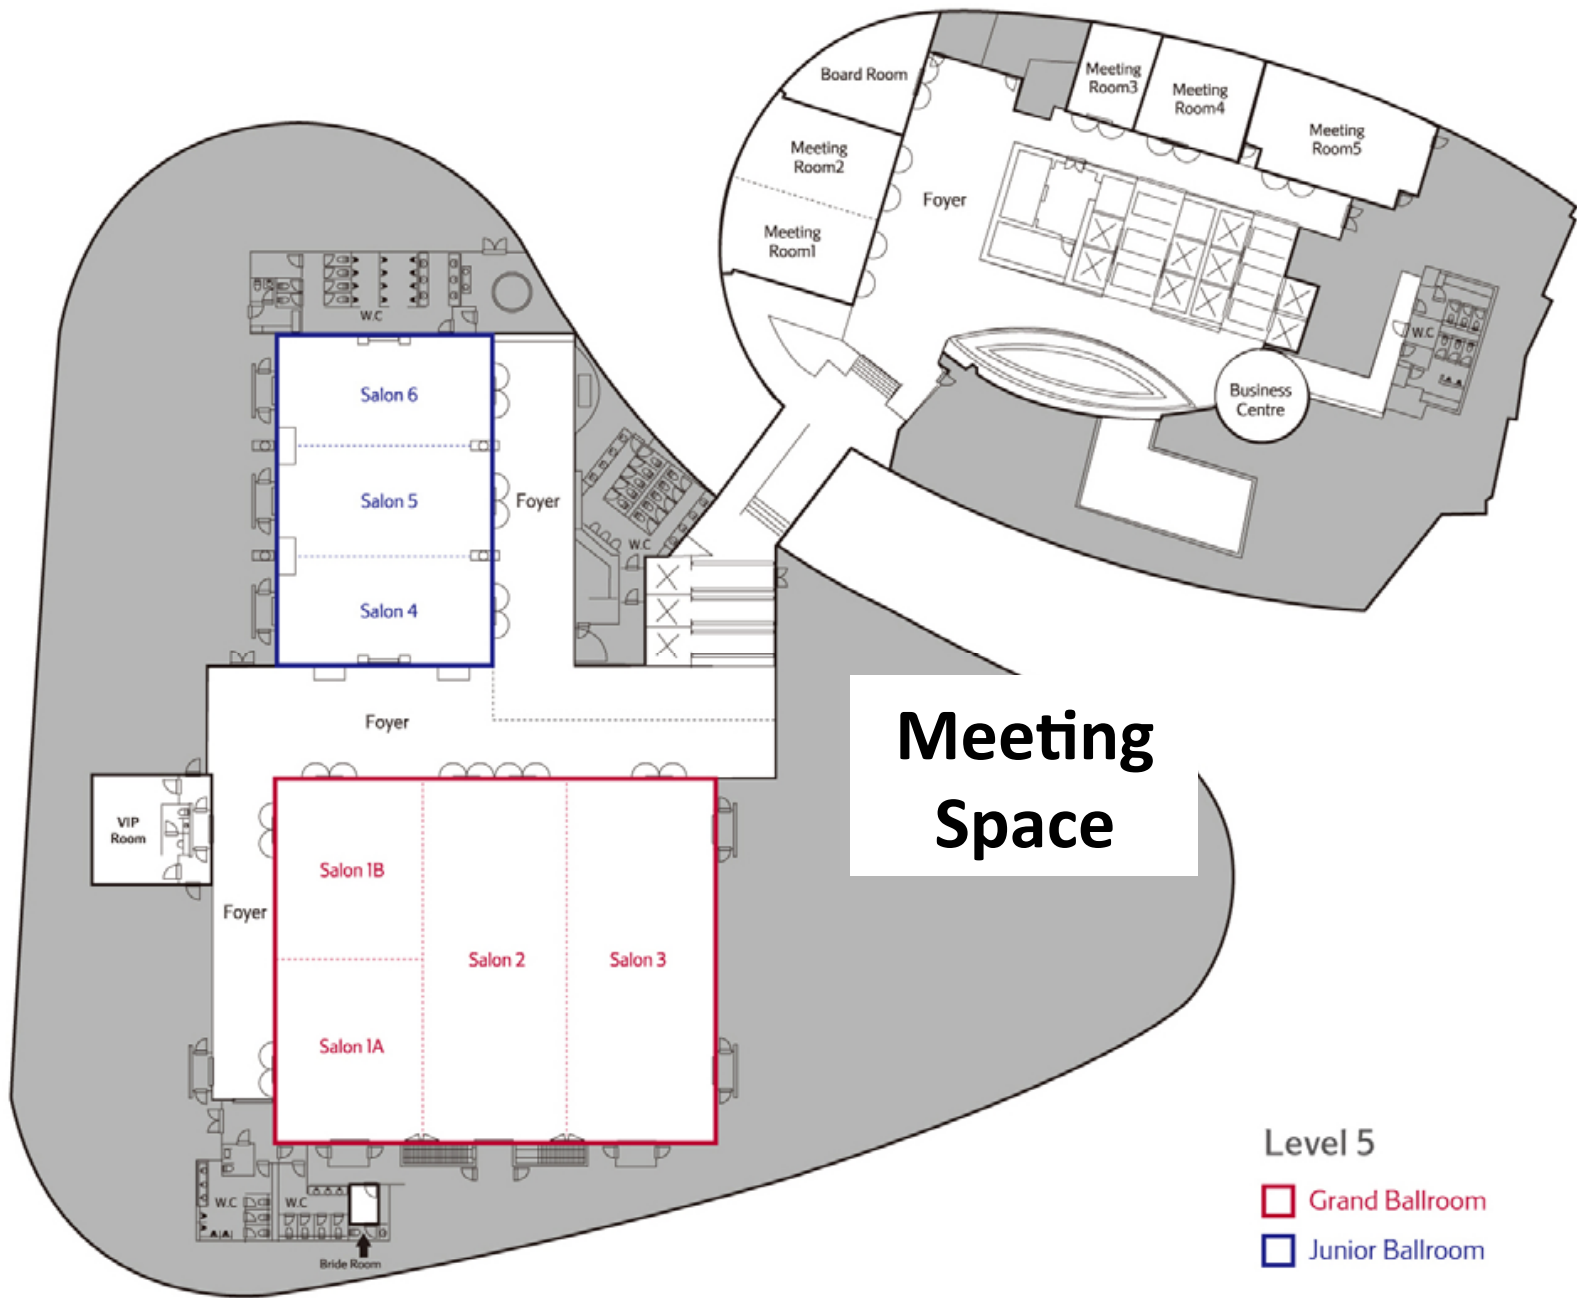 Board Room
Meeting
Room3
Meeting
Room4
Meeting
Room5
Meeting
Room2
Foyer
Meeting
Room1
W.C
W.C
Business
Centre
Salon 6
Salon 5
Foyer
W.C
Salon 4
Foyer
Meeting
Space
VIP
Room
Salon 1B
Foyer
Salon 2
Salon 3
Salon 1A
W.C
W.C
Bride Room
Level 5
Grand Ballroom
Junior Ballroom